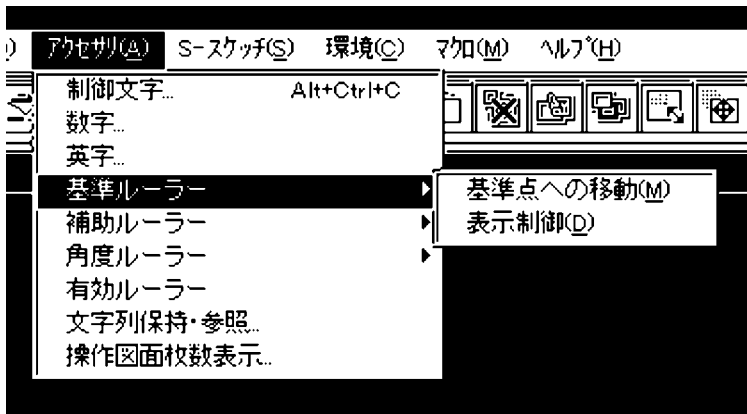 ) ｱｸｾｻﾘ(A) S-ｽｹｯﾁ(S) 環境(C) ﾏｸﾛ(M) ﾍﾙﾌﾟ(H)
制御文字... Alt+Ctrl+C
数字...
英字...
基準ルーラー 基準点への移動(M)
補助ルーラー 表示制御(D)
角度ルーラー
有効ルーラー
文字列保持・参照...
操作図面枚数表示...